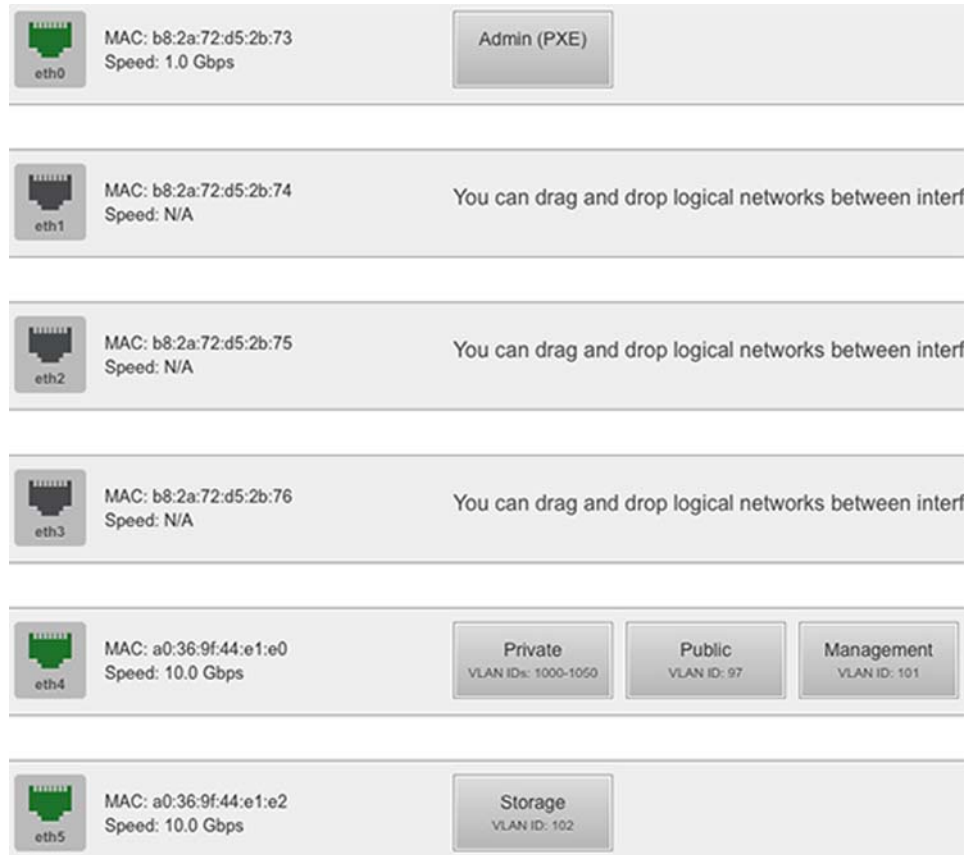 eth0
MAC: b8:2a:72:d5:2b:73
Speed: 1.0 Gbps
Admin (PXE)
eth1
MAC: b8:2a:72:d5:2b:74
Speed: N/A
You can drag and drop logical networks between interf
eth2
MAC: b8:2a:72:d5:2b:75
Speed: N/A
You can drag and drop logical networks between interf
eth3
MAC: b8:2a:72:d5:2b:76
Speed: N/A
You can drag and drop logical networks between interf
eth4
MAC: a0:36:9f:44:e1:e0
Speed: 10.0 Gbps
Private
VLAN IDs: 1000-1050
Public
VLAN ID: 97
Management
VLAN ID: 101
eth5
MAC: a0:36:9f:44:e1:e2
Speed: 10.0 Gbps
Storage
VLAN ID: 102